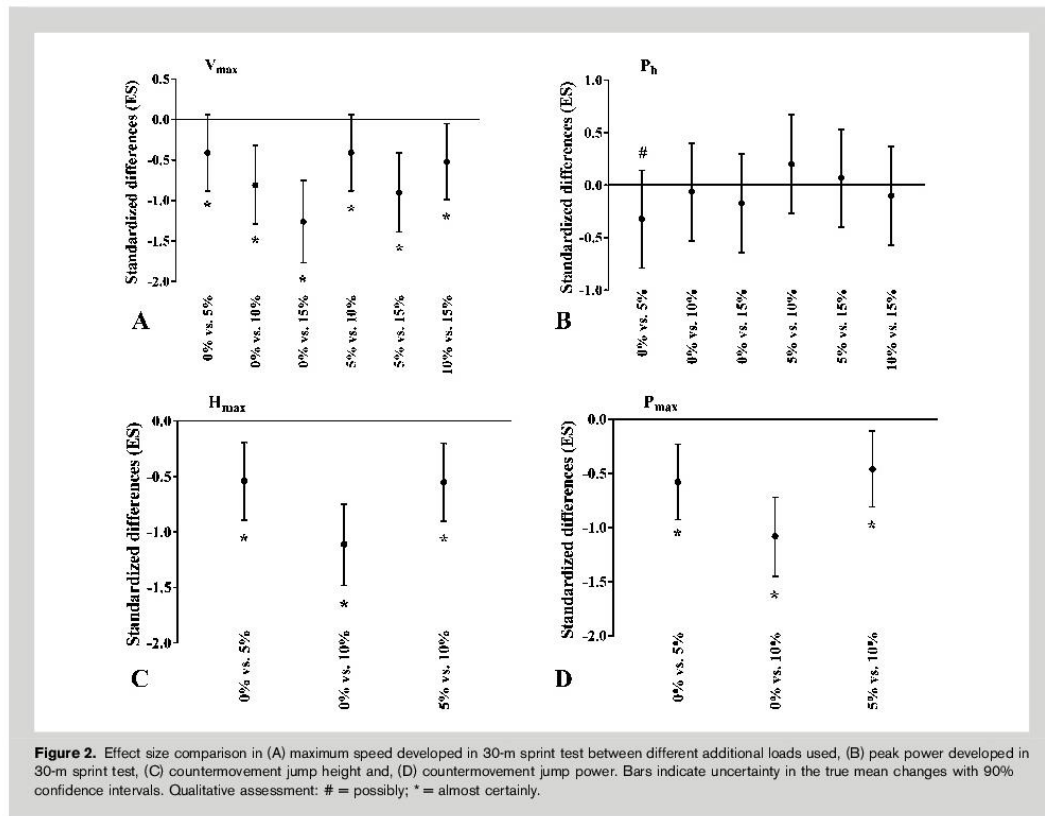 V_max
Standardized differences (ES)
0.5
0.0
-0.5
-1.0
-1.5
-2.0
*
*
*
*
*
*
0% vs. 5%
0% vs. 10%
0% vs. 15%
5% vs. 10%
5% vs. 15%
10% vs. 15%
A
P_h
Standardized differences (ES)
1.0
0.5
0.0
-0.5
-1.0
#
0% vs. 5%
0% vs. 10%
0% vs. 15%
5% vs. 10%
5% vs. 15%
10% vs. 15%
B
H_max
Standardized differences (ES)
0.0
-0.5
-1.0
-1.5
-2.0
*
*
*
0% vs. 5%
0% vs. 10%
5% vs. 10%
C
P_max
Standardized differences (ES)
0.0
-0.5
-1.0
-1.5
-2.0
*
*
*
0% vs. 5%
0% vs. 10%
5% vs. 10%
D
Figure 2. Effect size comparison in (A) maximum speed developed in 30-m sprint test between different additional loads used, (B) peak power developed in
30-m sprint test, (C) countermovement jump height and, (D) countermovement jump power. Bars indicate uncertainty in the true mean changes with 90%
confidence intervals. Qualitative assessment: # = possibly; * = almost certainly.